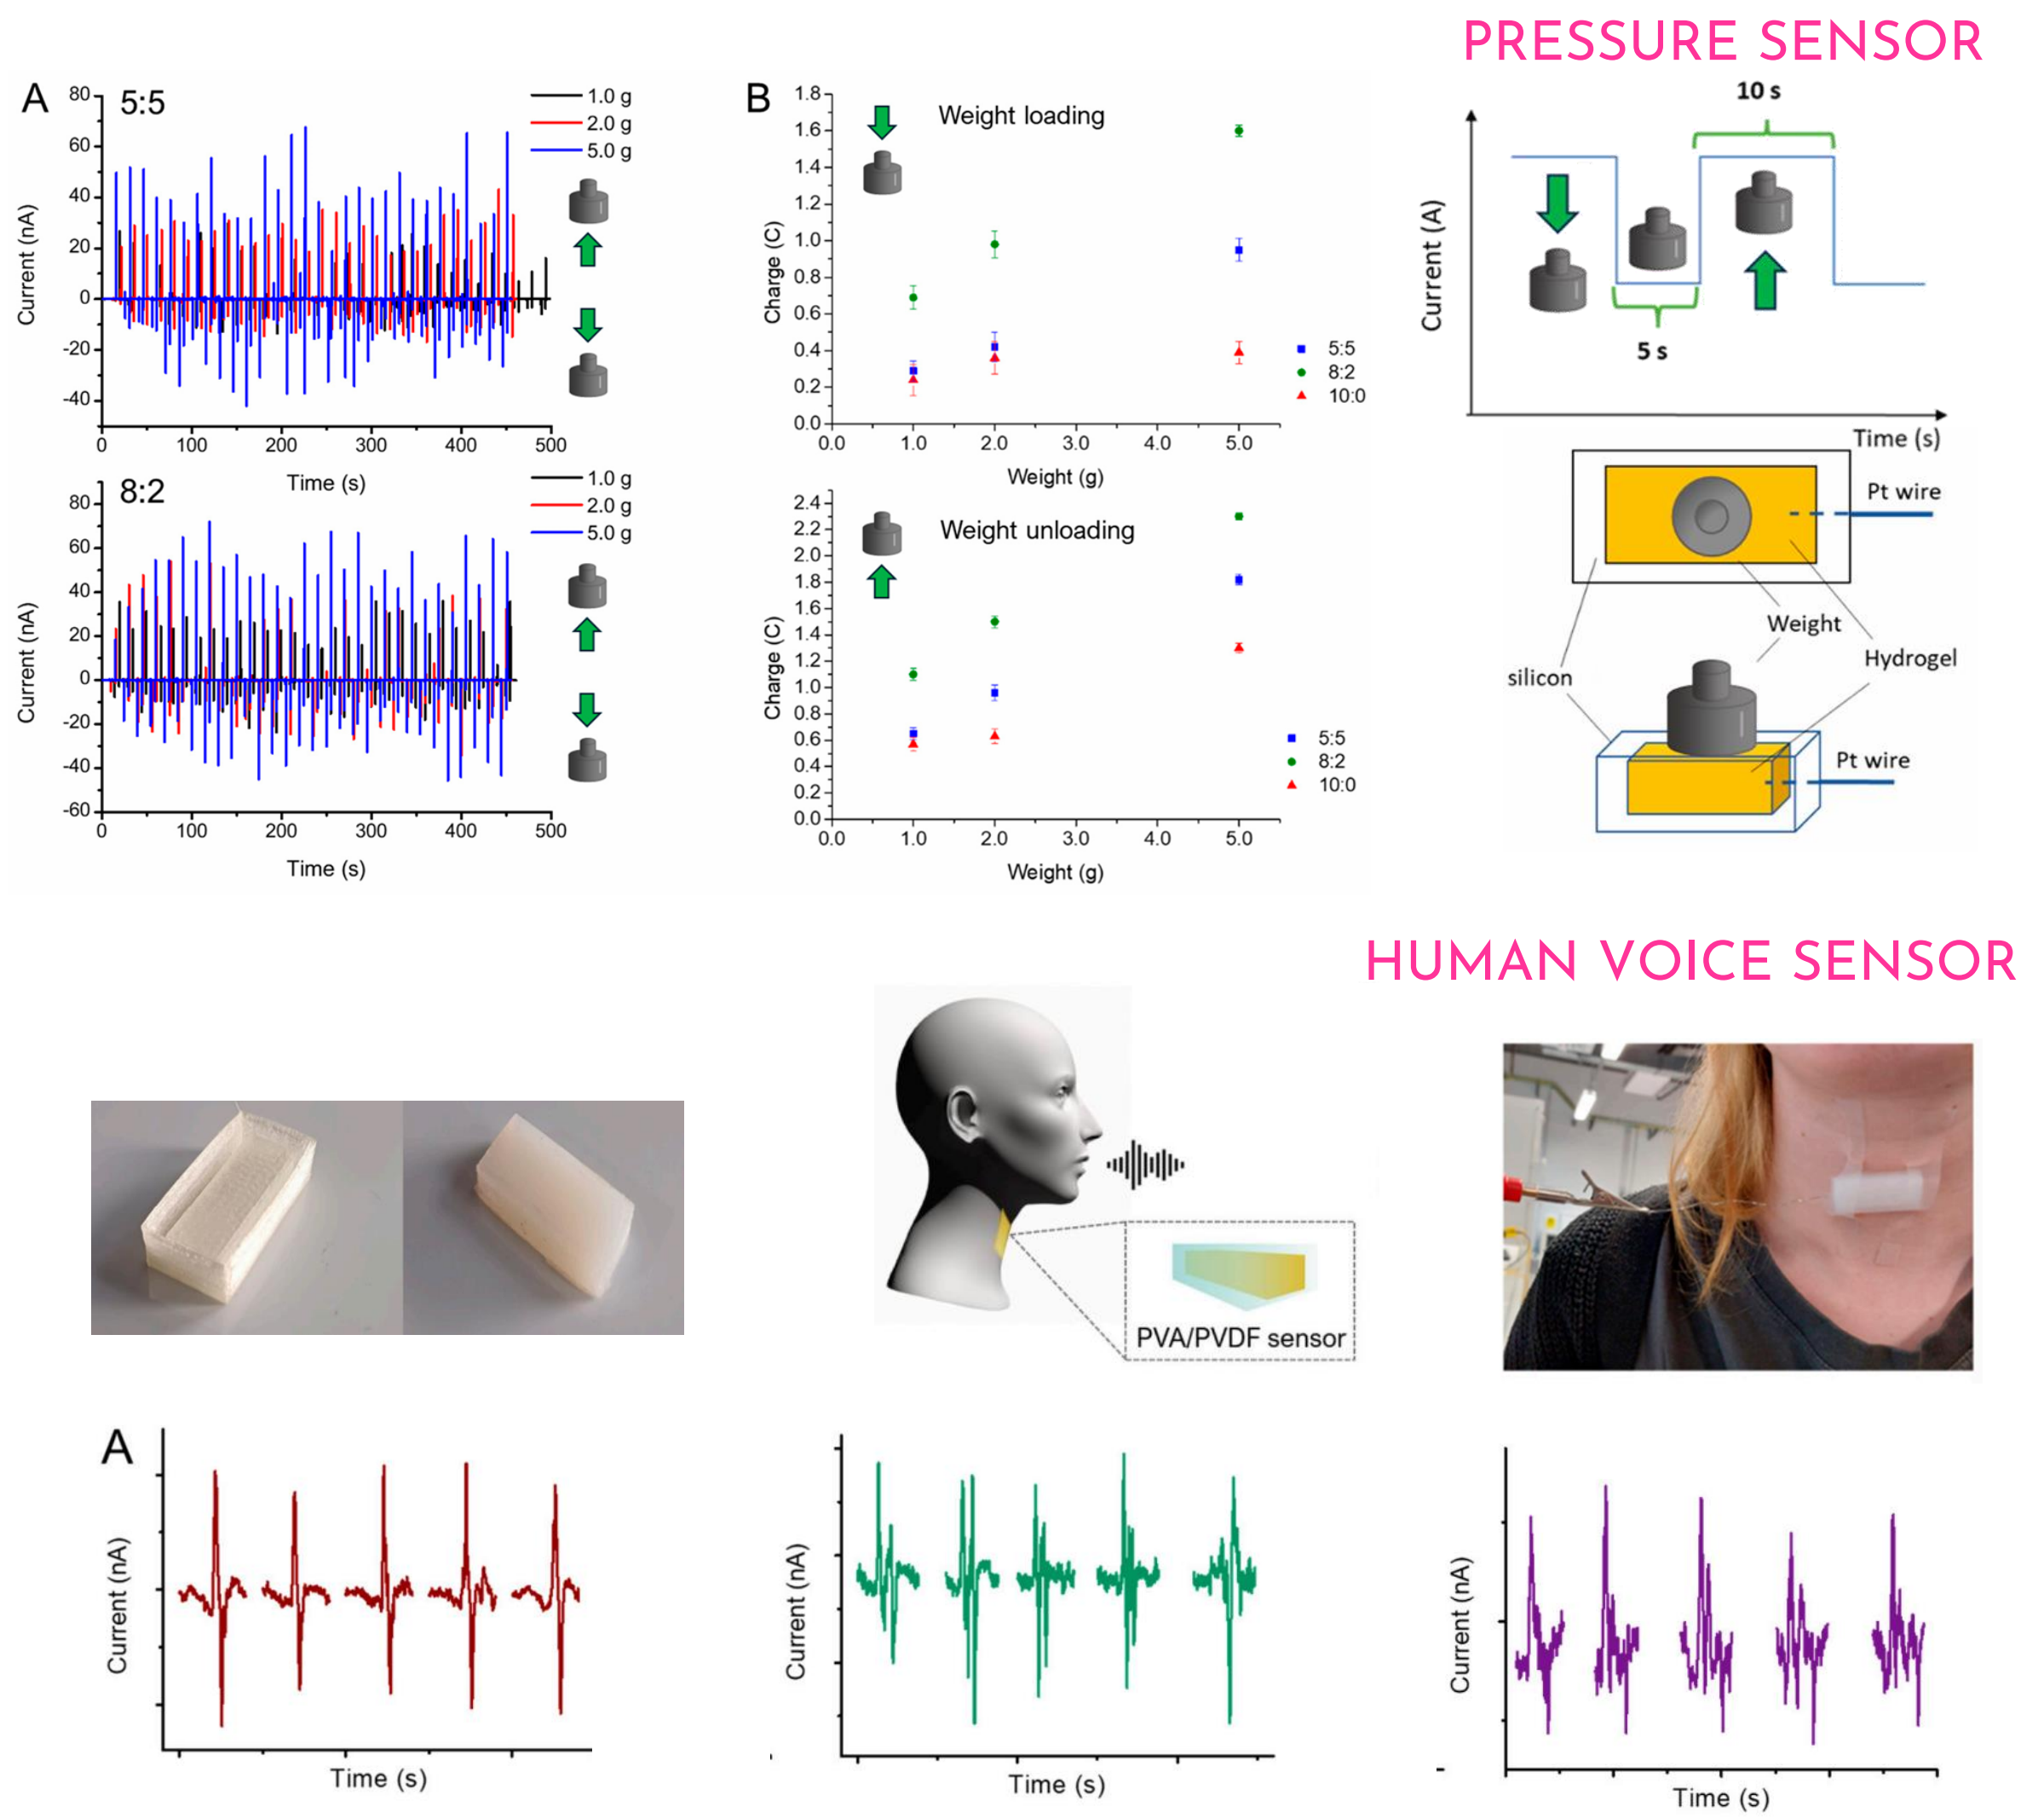 PRESSURE SENSOR
A
5:5
1.0 g
2.0 g
5.0 g
80
60
40
20
0
-20
-40
Current (nA)
0
100
200
300
400
500
Time (s)
8:2
1.0 g
2.0 g
5.0 g
80
60
40
20
0
-20
-40
-60
Current (nA)
0
100
200
300
400
500
Time (s)
B
Weight loading
1.8
1.6
1.4
1.2
1.0
0.8
0.6
0.4
0.2
0.0
Charge (C)
0.0
1.0
2.0
3.0
4.0
5.0
Weight (g)
5:5
8:2
10:0
Weight unloading
2.4
2.2
2.0
1.8
1.6
1.4
1.2
1.0
0.8
0.6
0.4
0.2
0.0
Charge (C)
0.0
1.0
2.0
3.0
4.0
5.0
Weight (g)
5:5
8:2
10:0
10 s
Current (A)
5 s
Time (s)
Pt wire
Weight
Hydrogel
silicon
Pt wire
HUMAN VOICE SENSOR
PVA/PVDF sensor
A
Current (nA)
Time (s)
Current (nA)
Time (s)
Current (nA)
Time (s)